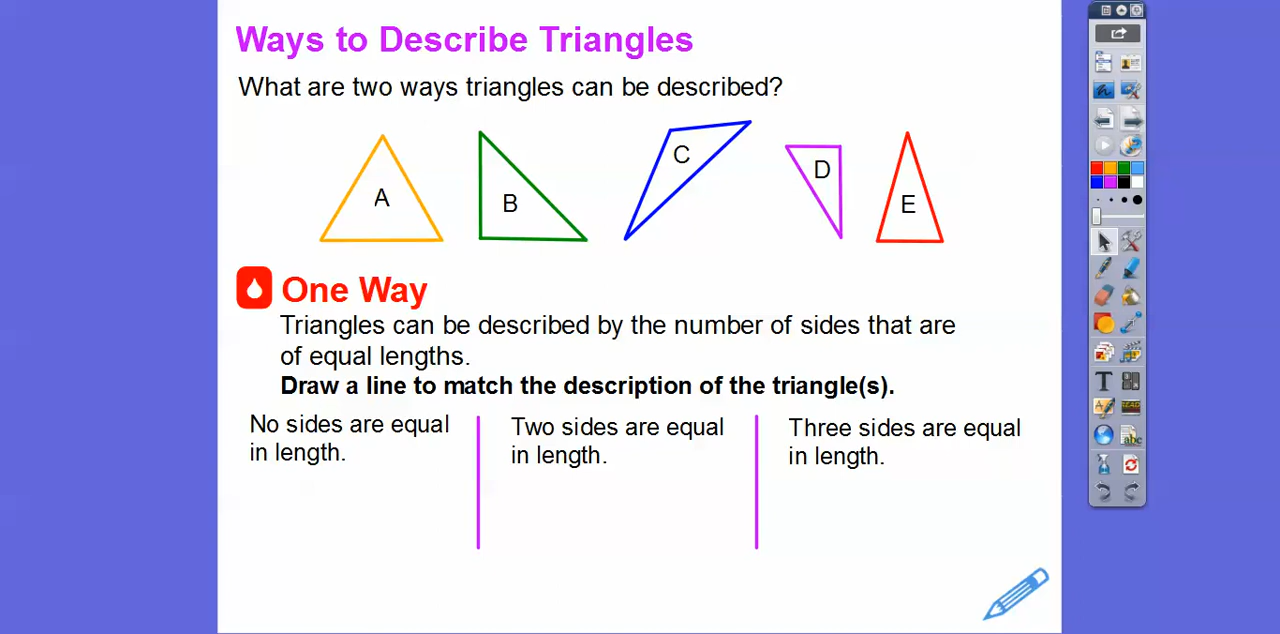 Ways to Describe Triangles
What are two ways triangles can be described?
A
B
C
D
E
One Way
Triangles can be described by the number of sides that are
of equal lengths.
Draw a line to match the description of the triangle(s).
No sides are equal
in length.
Two sides are equal
in length.
Three sides are equal
in length.